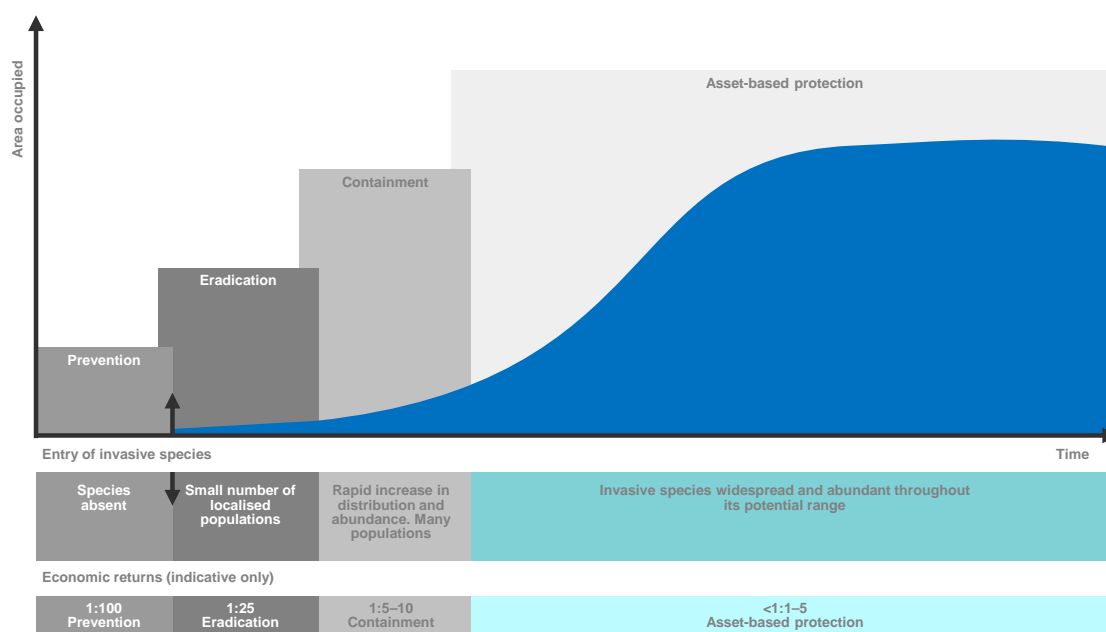 Area occupied
Asset-based protection
Containment
Eradication
Prevention
Entry of invasive species
Time
Species
absent
Small number of
localised
populations
Rapid increase in
distribution and
abundance. Many
populations
Invasive species widespread and abundant throughout
its potential range
Economic returns (indicative only)
1:100
Prevention
1:25
Eradication
1:5–10
Containment
<1:1–5
Asset-based protection